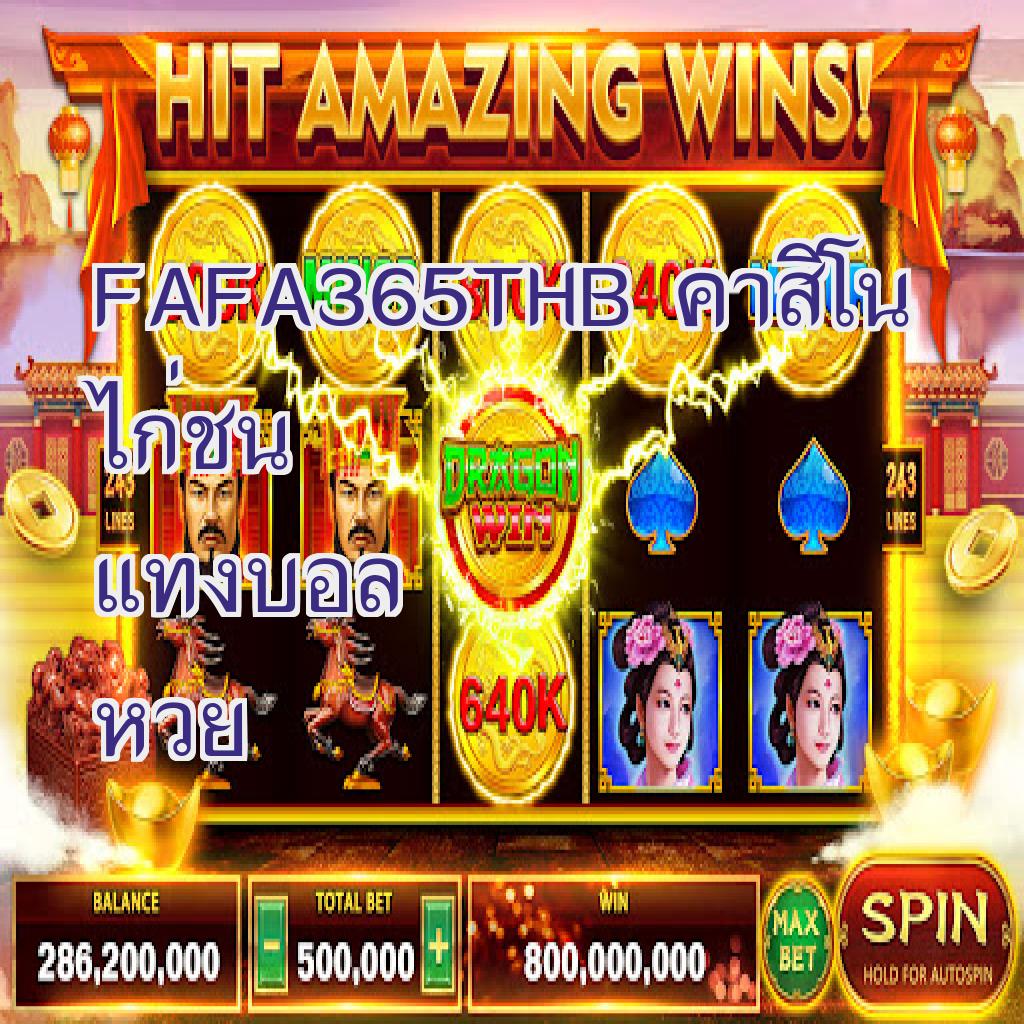 HIT AMAZING WINS!
FAFA365THB คาสิโน
ไก่ชน
243 LINES
243 LINES
DRAGON WIN
แทงบอล
640K
หวย
BALANCE
286,200,000
TOTAL BET
- 500,000 +
WIN
800,000,000
MAX BET
SPIN
HOLD FOR AUTOSPIN